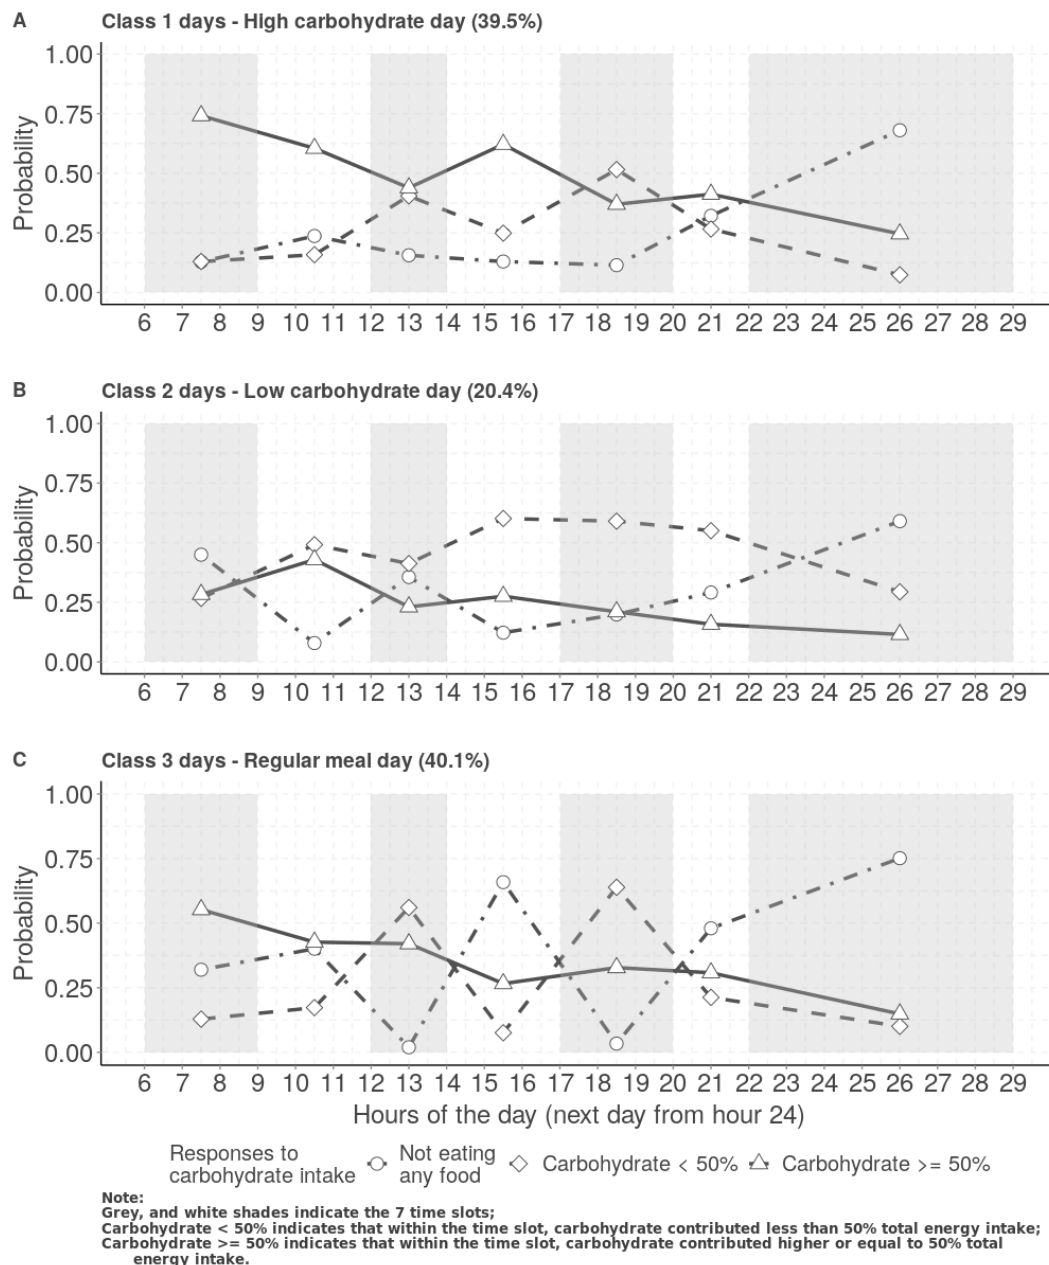 A Class 1 days - High carbohydrate day (39.5%)
1.00
0.75
0.50
0.25
0.00
Probability
6 7 8 9 10 11 12 13 14 15 16 17 18 19 20 21 22 23 24 25 26 27 28 29
B Class 2 days - Low carbohydrate day (20.4%)
1.00
0.75
0.50
0.25
0.00
Probability
6 7 8 9 10 11 12 13 14 15 16 17 18 19 20 21 22 23 24 25 26 27 28 29
C Class 3 days - Regular meal day (40.1%)
1.00
0.75
0.50
0.25
0.00
Probability
6 7 8 9 10 11 12 13 14 15 16 17 18 19 20 21 22 23 24 25 26 27 28 29
Hours of the day (next day from hour 24)
Responses to
carbohydrate intake
Not eating
any food
Carbohydrate < 50%
Carbohydrate >= 50%
Note:
Grey, and white shades indicate the 7 time slots;
Carbohydrate < 50% indicates that within the time slot, carbohydrate contributed less than 50% total energy intake;
Carbohydrate >= 50% indicates that within the time slot, carbohydrate contributed higher or equal to 50% total
energy intake.